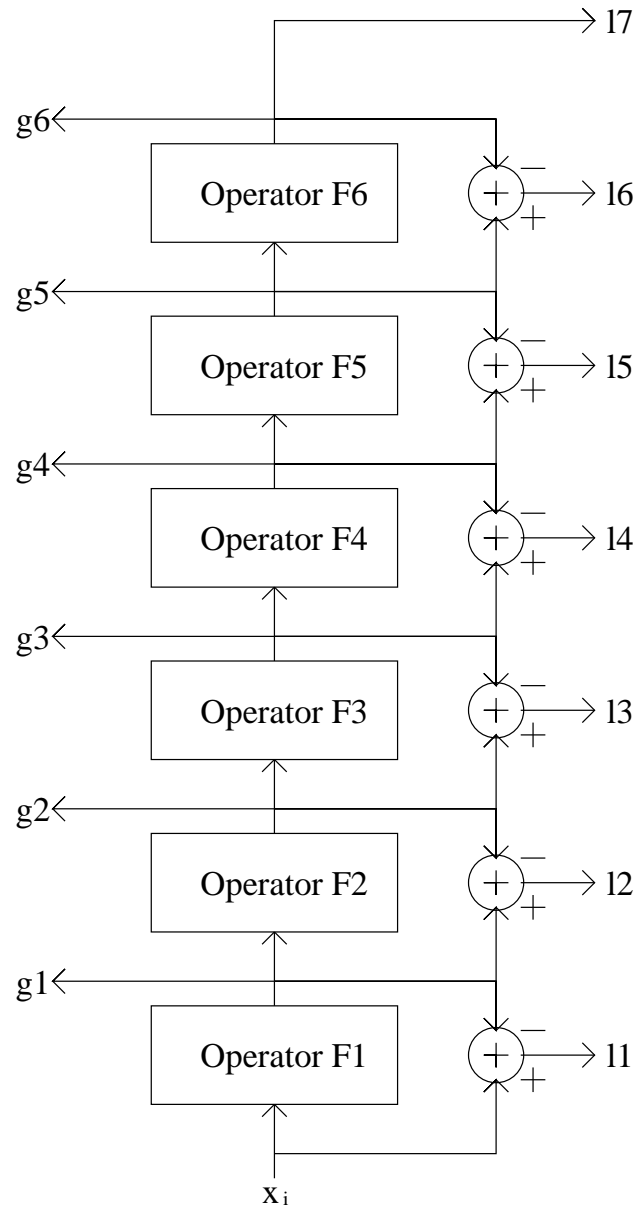 l7
g6
Operator F6
+
−
+
l6
g5
Operator F5
+
−
+
l5
g4
Operator F4
+
−
+
l4
g3
Operator F3
+
−
+
l3
g2
Operator F2
+
−
+
l2
g1
Operator F1
+
−
+
l1
x i